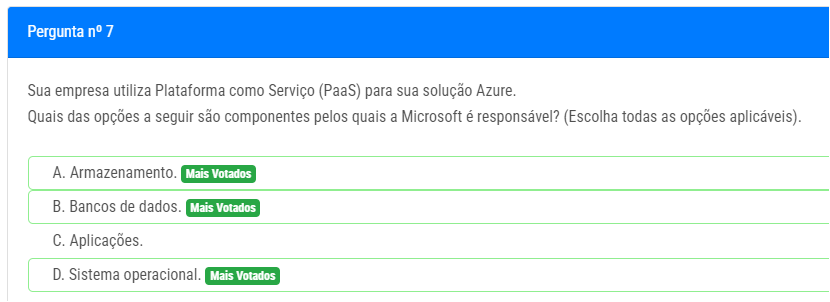 Pergunta nº 7
Sua empresa utiliza Plataforma como Serviço (PaaS) para sua solução Azure.
Quais das opções a seguir são componentes pelos quais a Microsoft é responsável? (Escolha todas as opções aplicáveis).
A. Armazenamento. Mais Votados
B. Bancos de dados. Mais Votados
C. Aplicações.
D. Sistema operacional. Mais Votados